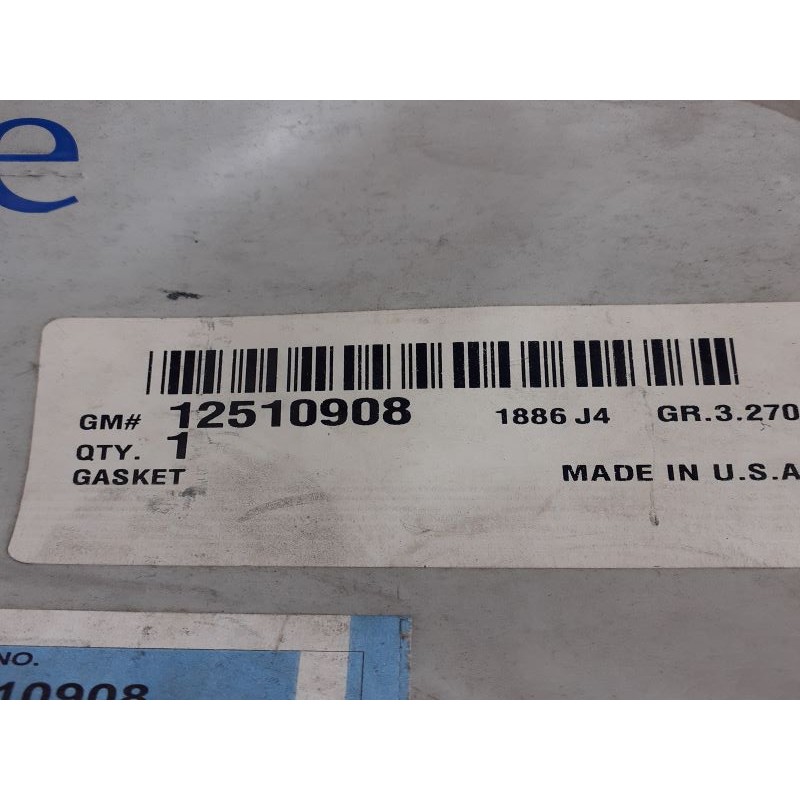 e
GM# 12510908 1886 J4 GR.3.270
QTY. 1
GASKET MADE IN U.S.A
NO.
10908